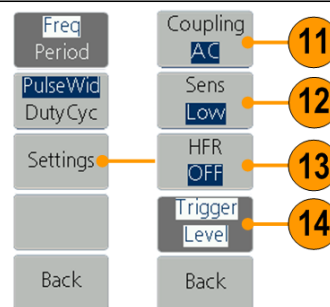 Freq
Period
PulseWid
DutyCyc
Settings
Back
Coupling
AC
11
Sens
Low
12
HFR
OFF
13
Trigger
Level
14
Back